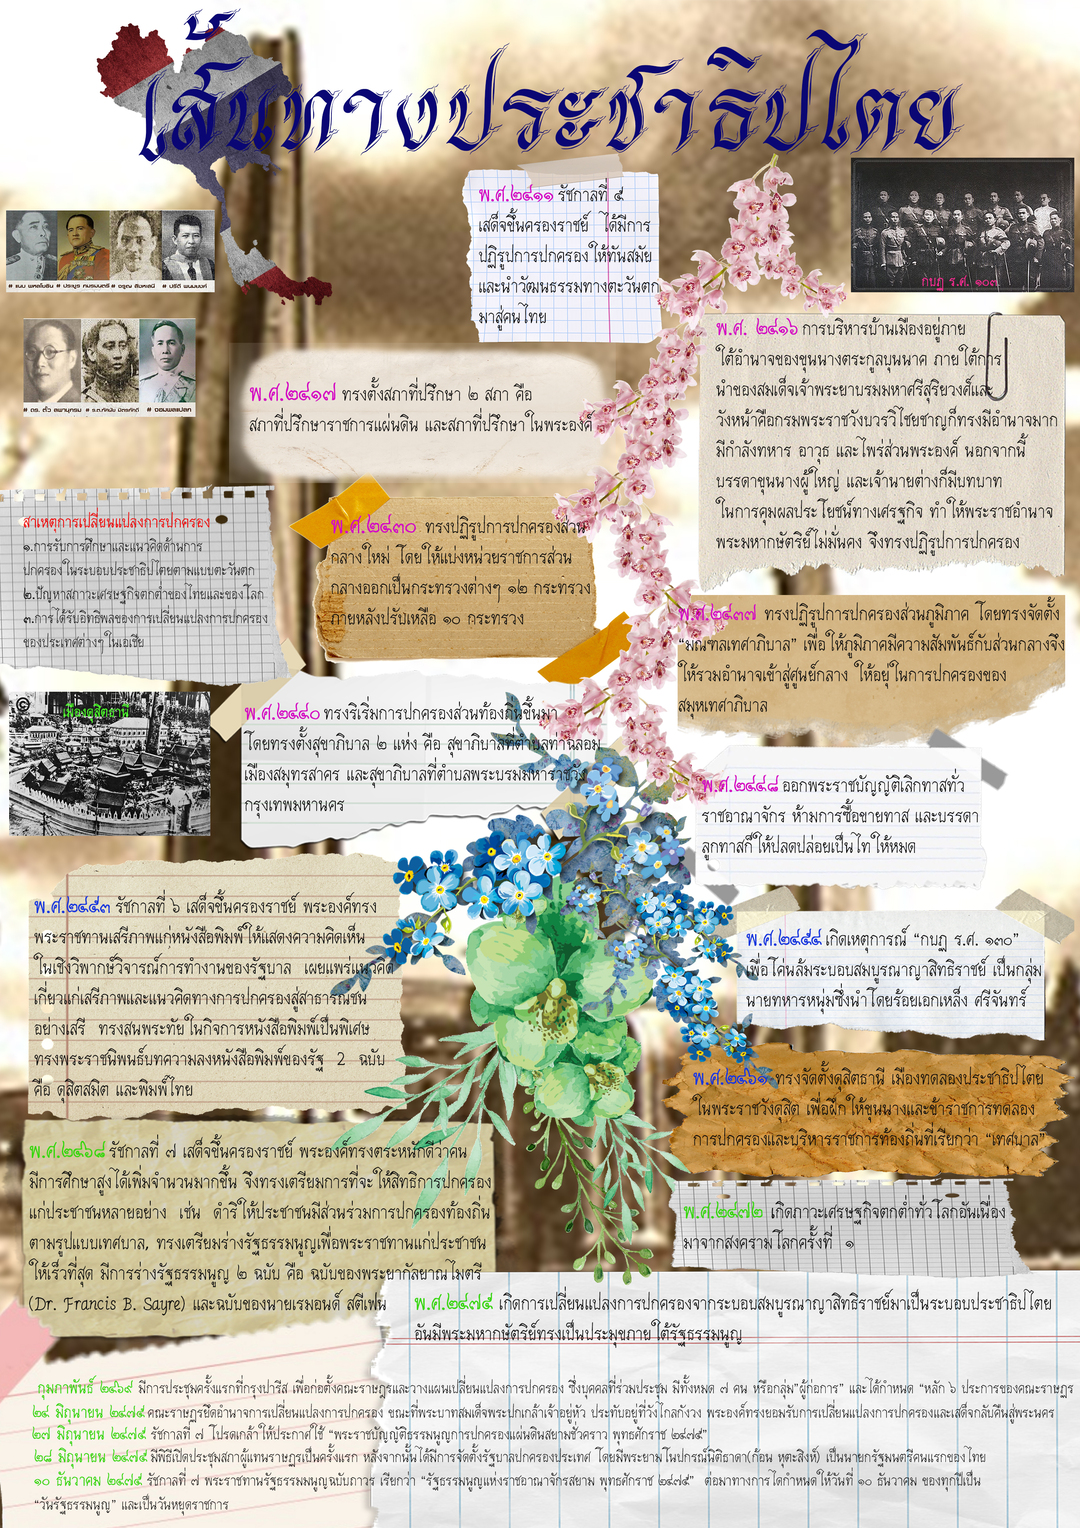 เส้นทางประชาธิปไตย
พ.ศ.๒๔๑๑ รัชกาลที่ ๕
เสด็จขึ้นครองราชย์ ได้มีการ
ปฏิรูปการปกครองให้ทันสมัย
และนำวัฒนธรรมทางตะวันตก
มาสู่คนไทย
กบฏ ร.ศ. ๑๐๗
# แนบ พหลโยธิน # ประยูร ภมรมนตรี # จรูญ สิงหเสนี # ปรีดี พนมยงค์
# ดร. ตั้ว ลพานุกรม # ร.ต.ทัศนัย มิตรภักดี # จอมพลแปลก
พ.ศ. ๒๔๑๖ การบริหารบ้านเมืองอยู่ภาย
ใต้อำนาจของขุนนางตระกูลบุนนาค ภายใต้การ
นำของสมเด็จเจ้าพระยาบรมมหาศรีสุริยวงศ์และ
วังหน้าคือกรมพระราชวังบวรวิไชยชาญก็ทรงมีอำนาจมาก
มีกำลังทหาร อาวุธ และไพร่ส่วนพระองค์ นอกจากนี้
บรรดาขุนนางผู้ใหญ่ และเจ้านายต่างก็มีบทบาท
ในการคุมผลประโยชน์ทางเศรษฐกิจ ทำให้พระราชอำนาจ
พระมหากษัตริย์ไม่มั่นคง จึงทรงปฏิรูปการปกครอง
พ.ศ.๒๔๑๗ ทรงตั้งสภาที่ปรึกษา ๒ สภา คือ
สภาที่ปรึกษาราชการแผ่นดิน และสภาที่ปรึกษาในพระองค์
สาเหตุการเปลี่ยนแปลงการปกครอง
๑.การรับการศึกษาและแนวคิดด้านการ
ปกครองในระบอบประชาธิปไตยตามแบบตะวันตก
๒.ปัญหาสภาวะเศรษฐกิจตกต่ำของไทยและของโลก
๓.การได้รับอิทธิพลของการเปลี่ยนแปลงการปกครอง
ของประเทศต่างๆในเอเชีย
พ.ศ.๒๔๓๐ ทรงปฏิรูปการปกครองส่วน
กลางใหม่ โดยให้แบ่งหน่วยราชการส่วน
กลางออกเป็นกระทรวงต่างๆ ๑๒ กระทรวง
ภายหลังปรับเหลือ ๑๐ กระทรวง
พ.ศ.๒๔๓๗ ทรงปฏิรูปการปกครองส่วนภูมิภาค โดยทรงจัดตั้ง
“มณฑลเทศาภิบาล” เพื่อให้ภูมิภาคมีความสัมพันธ์กับส่วนกลางจึง
ให้รวมอำนาจเข้าสู่ศูนย์กลาง ให้อยู่ในการปกครองของ
สมุหเทศาภิบาล
เมืองดุสิตธานี
พ.ศ.๒๔๔๐ ทรงริเริ่มการปกครองส่วนท้องถิ่นขึ้นมา
โดยทรงตั้งสุขาภิบาล ๒ แห่ง คือ สุขาภิบาลที่ตำบลท่าฉลอม
เมืองสมุทรสาคร และสุขาภิบาลที่ตำบลพระบรมมหาราชวัง
กรุงเทพมหานคร
พ.ศ.๒๔๔๘ ออกพระราชบัญญัติเลิกทาสทั่ว
ราชอาณาจักร ห้ามการซื้อขายทาส และบรรดา
ลูกทาสก็ให้ปลดปล่อยเป็นไทให้หมด
พ.ศ.๒๔๕๓ รัชกาลที่ ๖ เสด็จขึ้นครองราชย์ พระองค์ทรง
พระราชทานเสรีภาพแก่หนังสือพิมพ์ให้แสดงความคิดเห็น
ในเชิงวิพากษ์วิจารณ์การทำงานของรัฐบาล เผยแพร่แนวคิด
เกี่ยวแก่เสรีภาพและแนวคิดทางการปกครองสู่สาธารณชน
อย่างเสรี ทรงสนพระทัยในกิจการหนังสือพิมพ์เป็นพิเศษ
ทรงพระราชนิพนธ์บทความลงหนังสือพิมพ์ของรัฐ 2 ฉบับ
คือ ดุสิตสมิต และพิมพ์ไทย
พ.ศ.๒๔๕๔ เกิดเหตุการณ์ “กบฏ ร.ศ. ๑๓๐”
เพื่อโค่นล้มระบอบสมบูรณาญาสิทธิราชย์ เป็นกลุ่ม
นายทหารหนุ่มซึ่งนำโดยร้อยเอกเหล็ง ศรีจันทร์
พ.ศ.๒๔๖๑ ทรงจัดตั้งดุสิตธานี เมืองทดลองประชาธิปไตย
ในพระราชวังดุสิต เพื่อฝึกให้ขุนนางและข้าราชการทดลอง
การปกครองและบริหารราชการท้องถิ่นที่เรียกว่า “เทศบาล”
พ.ศ.๒๔๖๘ รัชกาลที่ ๗ เสด็จขึ้นครองราชย์ พระองค์ทรงตระหนักดีว่าคน
มีการศึกษาสูงได้เพิ่มจำนวนมากขึ้น จึงทรงเตรียมการที่จะให้สิทธิการปกครอง
แก่ประชาชนหลายอย่าง เช่น ดำริให้ประชาชนมีส่วนร่วมการปกครองท้องถิ่น
ตามรูปแบบเทศบาล, ทรงเตรียมร่างรัฐธรรมนูญเพื่อพระราชทานแก่ประชาชน
ให้เร็วที่สุด มีการร่างรัฐธรรมนูญ ๒ ฉบับ คือ ฉบับของพระยากัลยาณไมตรี
(Dr. Francis B. Sayre) และฉบับของนายเรมอนด์ สตีเฟน
พ.ศ.๒๔๗๒ เกิดภาวะเศรษฐกิจตกต่ำทั่วโลกอันเนื่อง
มาจากสงครามโลกครั้งที่ ๑
พ.ศ.๒๔๗๕ เกิดการเปลี่ยนแปลงการปกครองจากระบอบสมบูรณาญาสิทธิราชย์มาเป็นระบอบประชาธิปไตย
อันมีพระมหากษัตริย์ทรงเป็นประมุขภายใต้รัฐธรรมนูญ
กุมภาพันธ์ ๒๔๖๙ มีการประชุมครั้งแรกที่กรุงปารีส เพื่อก่อตั้งคณะราษฎรและวางแผนเปลี่ยนแปลงการปกครอง ซึ่งบุคคลที่ร่วมประชุม มีทั้งหมด ๗ คน หรือกลุ่ม“ผู้ก่อการ” และได้กำหนด “หลัก ๖ ประการของคณะราษฎร
๒๔ มิถุนายน ๒๔๗๕ คณะราษฎรยึดอำนาจการเปลี่ยนแปลงการปกครอง ขณะที่พระบาทสมเด็จพระปกเกล้าเจ้าอยู่หัว ประทับอยู่ที่วังไกลกังวง พระองค์ทรงยอมรับการเปลี่ยนแปลงการปกครองและเสด็จกลับคืนสู่พระนคร
๒๗ มิถุนายน ๒๔๗๕ รัชกาลที่ ๗ โปรดเกล้าให้ประกาศใช้ “พระราชบัญญัติธรรมนูญการปกครองแผ่นดินสยามชั่วคราว พุทธศักราช ๒๔๗๕”
๒๘ มิถุนายน ๒๔๗๕ มีพิธีเปิดประชุมสภาผู้แทนราษฎรเป็นครั้งแรก หลังจากนั้นได้มีการจัดตั้งรัฐบาลปกครองประเทศ โดยมีพระยามโนปกรณ์นิติธาดา(ก้อน หุตะสิงห์) เป็นนายกรัฐมนตรีคนแรกของไทย
๑๐ ธันวาคม ๒๔๗๕ รัชกาลที่ ๗ พระราชทานรัฐธรรมนูญฉบับถาวร เรียกว่า “รัฐธรรมนูญแห่งราชอาณาจักรสยาม พุทธศักราช ๒๔๗๕” ต่อมาทางการได้กำหนดให้วันที่ ๑๐ ธันวาคม ของทุกปีเป็น
“วันรัฐธรรมนูญ” และเป็นวันหยุดราชการ